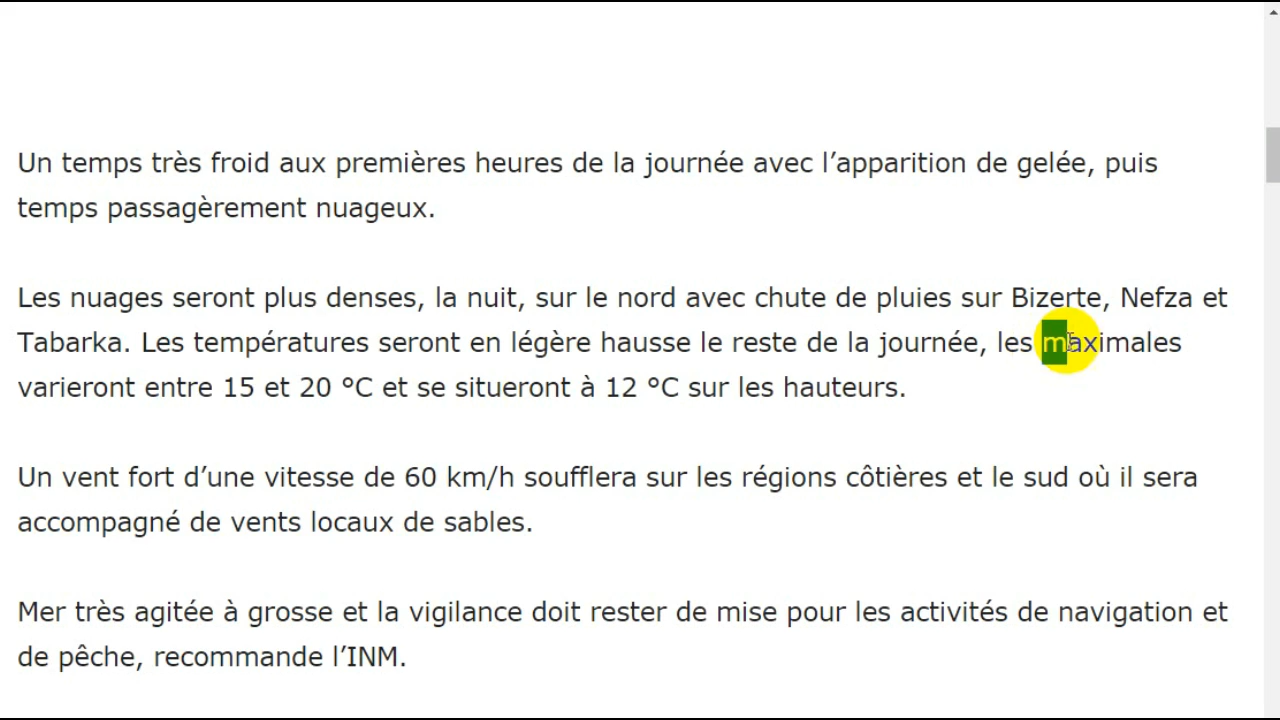 Un temps très froid aux premières heures de la journée avec l’apparition de gelée, puis
temps passagèrement nuageux.
Les nuages seront plus denses, la nuit, sur le nord avec chute de pluies sur Bizerte, Nefza et
Tabarka. Les températures seront en légère hausse le reste de la journée, les maximales
varieront entre 15 et 20 °C et se situeront à 12 °C sur les hauteurs.
Un vent fort d’une vitesse de 60 km/h soufflera sur les régions côtières et le sud où il sera
accompagné de vents locaux de sables.
Mer très agitée à grosse et la vigilance doit rester de mise pour les activités de navigation et
de pêche, recommande l’INM.